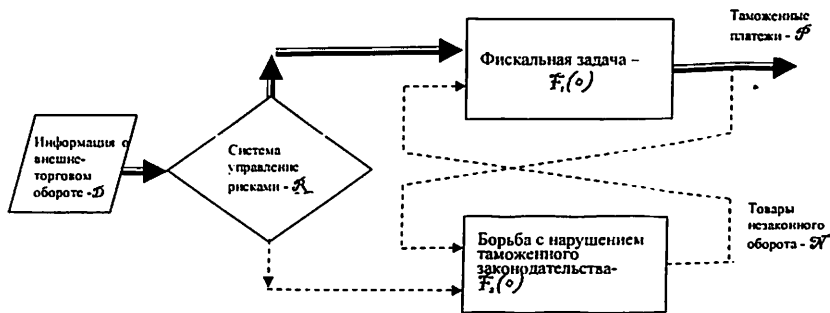 Таможенные
платежи - P
Фискальная задача –
F₁(o)
Информация о
внешне-
торговом
обороте - D
Система
управление
рисками - R
Товары
незаконного
оборота - N
Борьба с нарушением
таможенного
законодательства-
F₂(o)